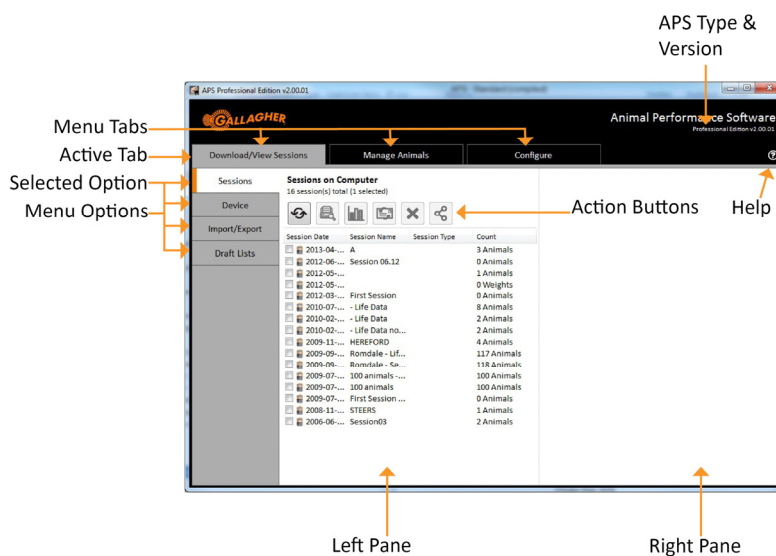 APS Type &
Version
APS Professional Edition v2.00.01
GALLAGHER
Animal Performance Software
Professional Edition v2.00.01
Menu Tabs
Active Tab
Selected Option
Menu Options
Download/View Sessions
Manage Animals
Configure
Sessions
Device
Import/Export
Draft Lists
Sessions on Computer
16 session(s) total (1 selected)
Action Buttons
Help
Session Date Session Name Session Type Count
2013-04-... A 3 Animals
2012-06-... Session 06.12 0 Animals
2012-05-... 1 Animals
2012-05-... 0 Weights
2012-03-... First Session 0 Animals
2010-07-... - Life Data 8 Animals
2010-02-... - Life Data 2 Animals
2010-02-... - Life Data no... 2 Animals
2009-11-... HEREFORD 4 Animals
2009-09-... Romdale - Lif... 117 Animals
2009-09-... Romdale - Se... 118 Animals
2009-07-... 100 animals -... 100 Animals
2009-07-... 100 animals 100 Animals
2009-07-... First Session ... 0 Animals
2008-11-... STEERS 1 Animals
2006-06-... Session03 2 Animals
Left Pane
Right Pane